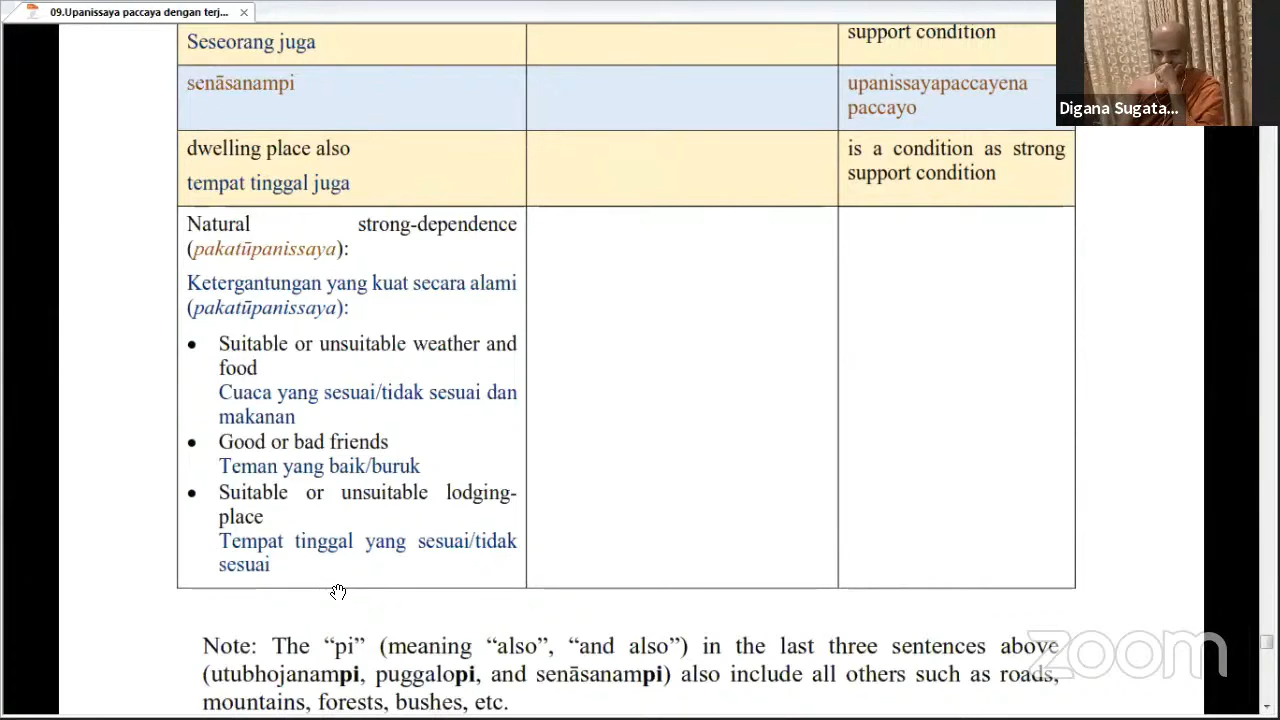 09.Upanissaya paccaya dengan terj...
Seseorang juga
support condition
senāsanampi
upanissayapaccayena
paccayo
Digana Sugata...
dwelling place also
tempat tinggal juga
is a condition as strong
support condition
Natural strong-dependence
(pakatūpanissaya):
Ketergantungan yang kuat secara alami
(pakatūpanissaya):
• Suitable or unsuitable weather and
food
Cuaca yang sesuai/tidak sesuai dan
makanan
• Good or bad friends
Teman yang baik/buruk
• Suitable or unsuitable lodging-
place
Tempat tinggal yang sesuai/tidak
sesuai
Note: The “pi” (meaning “also”, “and also”) in the last three sentences above
(utubhojanampi, puggalopi, and senāsanampi) also include all others such as roads,
mountains, forests, bushes, etc.
zoom